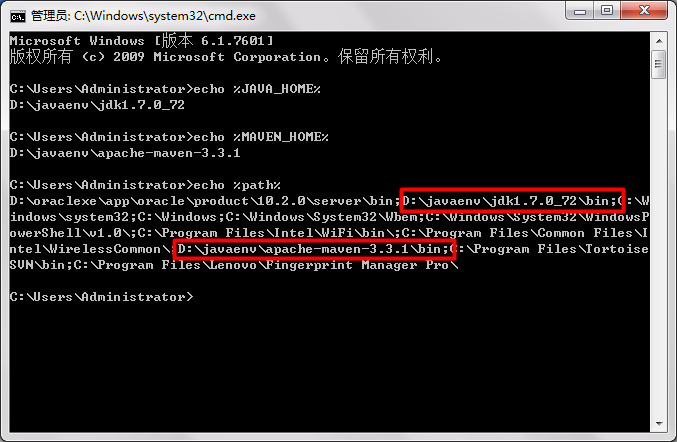 管理员: C:\Windows\system32\cmd.exe
Microsoft Windows [版本 6.1.7601]
版权所有 (c) 2009 Microsoft Corporation。保留所有权利。
C:\Users\Administrator>echo %JAVA_HOME%
D:\javaenv\jdk1.7.0_72
C:\Users\Administrator>echo %MAVEN_HOME%
D:\javaenv\apache-maven-3.3.1
C:\Users\Administrator>echo %path%
D:\oraclexe\app\oracle\product\10.2.0\server\bin;D:\javaenv\jdk1.7.0_72\bin;C:\W
indows\system32;C:\Windows;C:\Windows\System32\Wbem;C:\Windows\System32\WindowsP
owerShell\v1.0\;C:\Program Files\Intel\WiFi\bin\;C:\Program Files\Common Files\I
ntel\WirelessCommon\;D:\javaenv\apache-maven-3.3.1\bin;C:\Program Files\Tortoise
SVN\bin;C:\Program Files\Lenovo\Fingerprint Manager Pro\
C:\Users\Administrator>